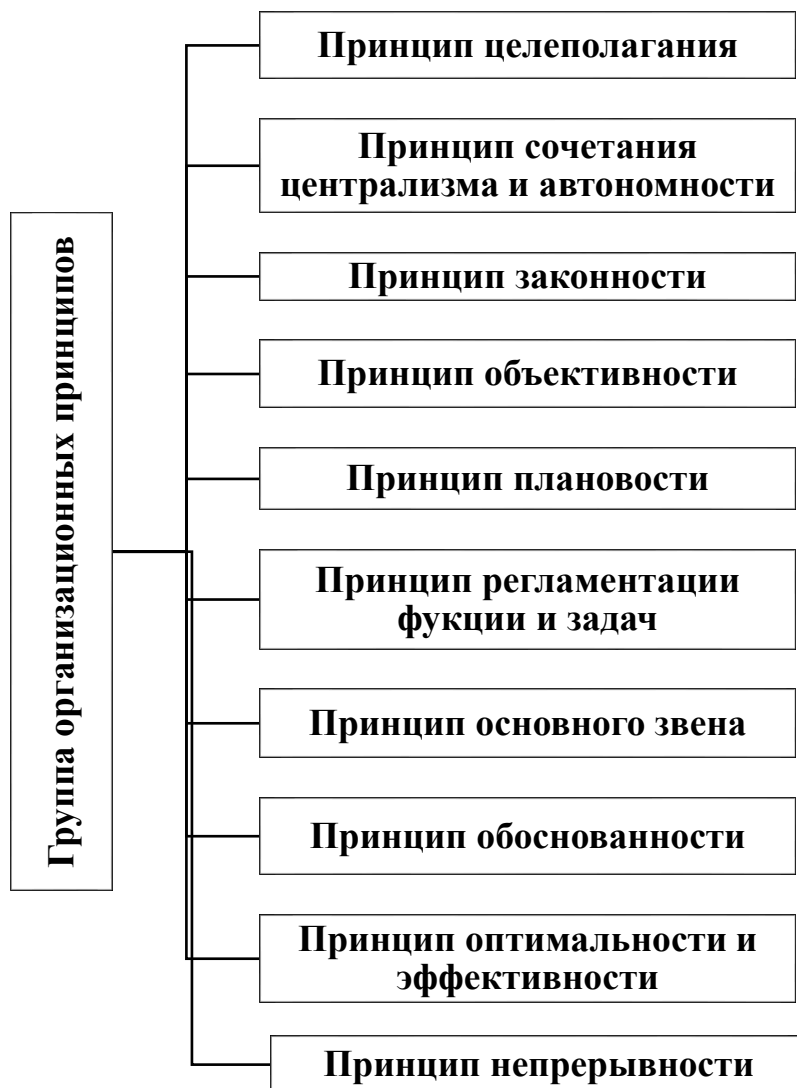 Группа организационных принципов
Принцип целеполагания
Принцип сочетания
централизма и автономности
Принцип законности
Принцип объективности
Принцип плановости
Принцип регламентации
фукции и задач
Принцип основного звена
Принцип обоснованности
Принцип оптимальности и
эффективности
Принцип непрерывности